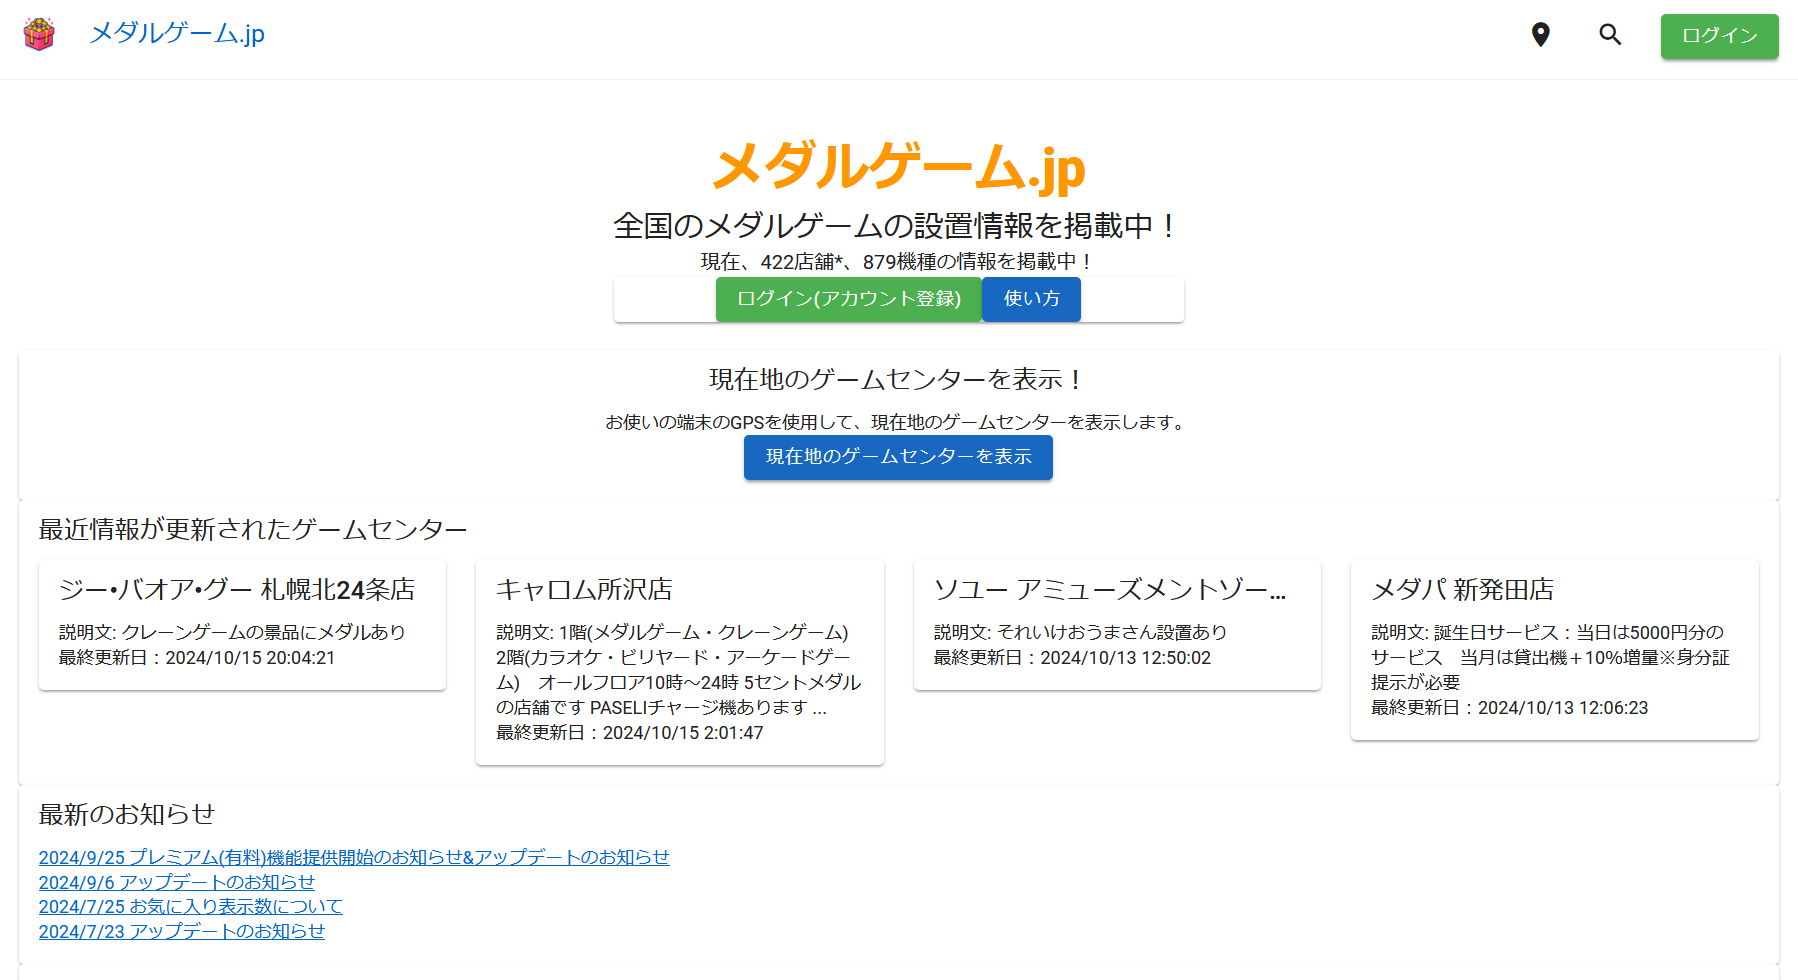 メダルゲーム.jp
ログイン
メダルゲーム.jp
全国のメダルゲームの設置情報を掲載中！
現在、422店舗*、879機種の情報を掲載中！
ログイン(アカウント登録)
使い方
現在地のゲームセンターを表示！
お使いの端末のGPSを使用して、現在地のゲームセンターを表示します。
現在地のゲームセンターを表示
最近情報が更新されたゲームセンター
ジー・バオア・グー 札幌北24条店
説明文: クレーンゲームの景品にメダルあり
最終更新日：2024/10/15 20:04:21
キャロム所沢店
説明文: 1階(メダルゲーム・クレーンゲーム)
2階(カラオケ・ビリヤード・アーケードゲー
ム)　オールフロア10時～24時 5セントメダル
の店舗です PASELIチャージ機あります ...
最終更新日：2024/10/15 2:01:47
ソユー アミューズメントゾー...
説明文: それいけおうまさん設置あり
最終更新日：2024/10/13 12:50:02
メダパ 新発田店
説明文: 誕生日サービス：当日は5000円分の
サービス　当月は貸出機＋10%増量※身分証
提示が必要
最終更新日：2024/10/13 12:06:23
最新のお知らせ
2024/9/25 プレミアム(有料)機能提供開始のお知らせ&アップデートのお知らせ
2024/9/6 アップデートのお知らせ
2024/7/25 お気に入り表示数について
2024/7/23 アップデートのお知らせ